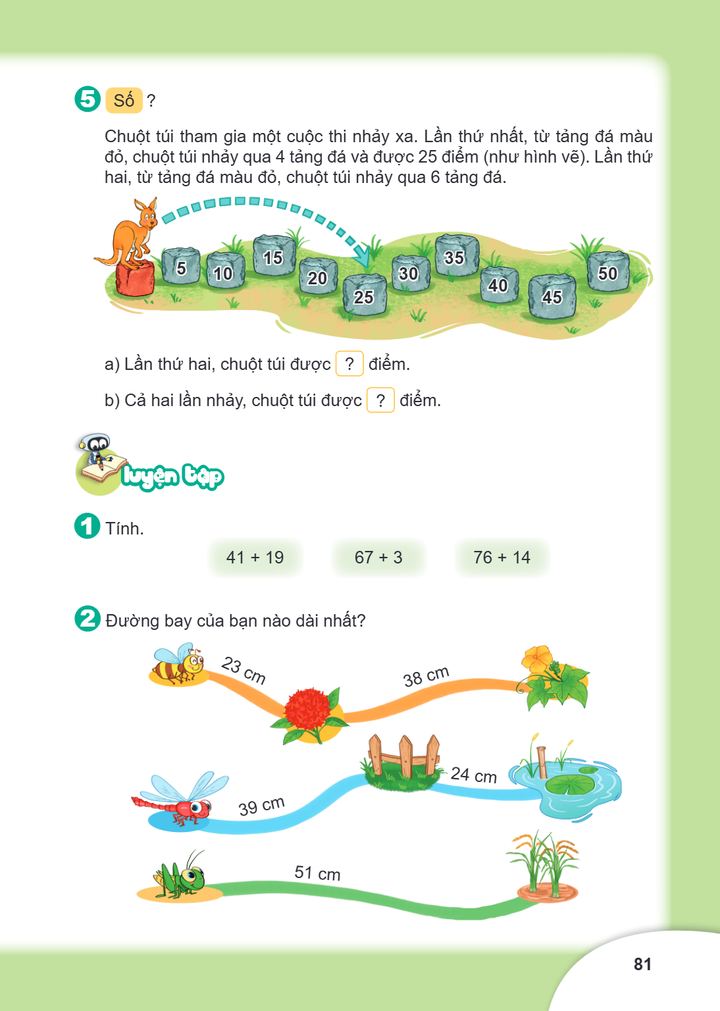 5 Số ?
Chuột túi tham gia một cuộc thi nhảy xa. Lần thứ nhất, từ tảng đá màu
đỏ, chuột túi nhảy qua 4 tảng đá và được 25 điểm (như hình vẽ). Lần thứ
hai, từ tảng đá màu đỏ, chuột túi nhảy qua 6 tảng đá.
5 10 15 20 25 30 35 40 45 50
a) Lần thứ hai, chuột túi được ? điểm.
b) Cả hai lần nhảy, chuột túi được ? điểm.
luyện tập
1 Tính.
41 + 19 67 + 3 76 + 14
2 Đường bay của bạn nào dài nhất?
23 cm 38 cm
39 cm 24 cm
51 cm
81